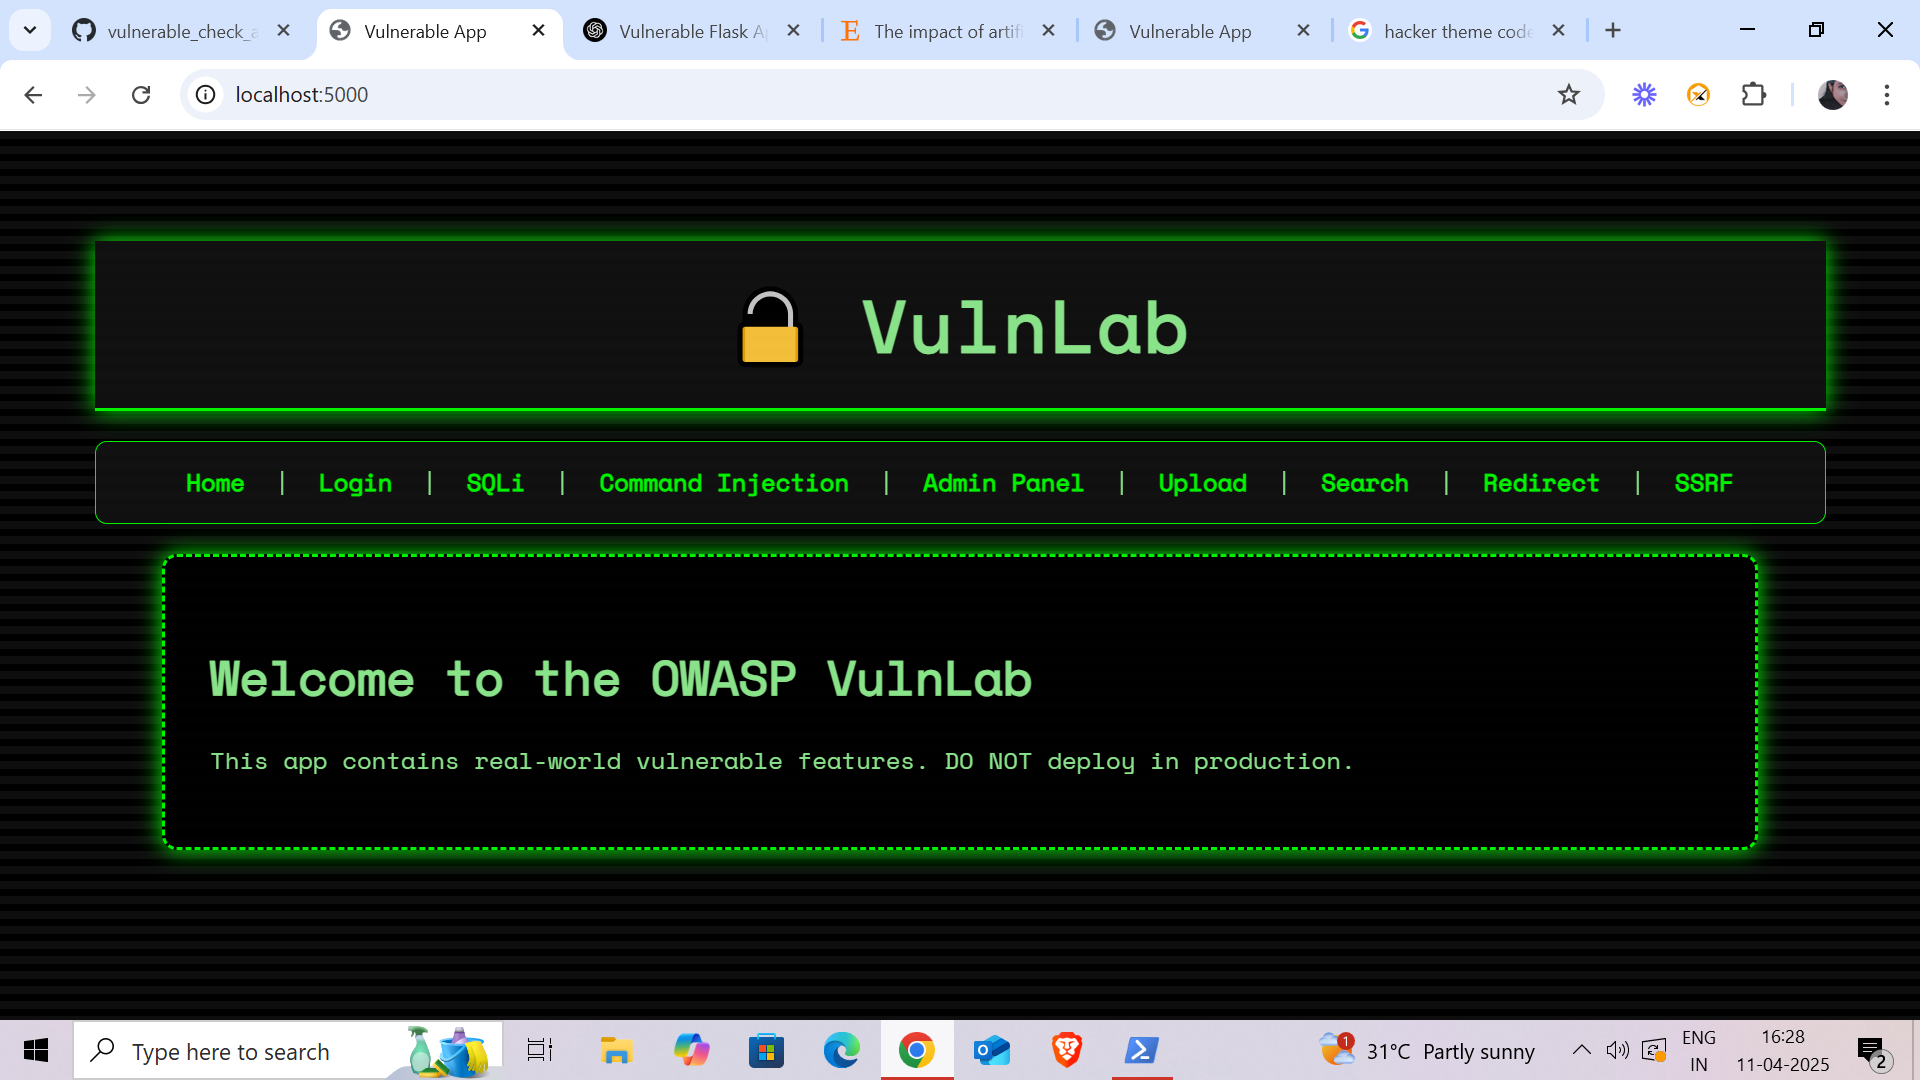 vulnerable_check_a
Vulnerable App
Vulnerable Flask Ap
The impact of artifi
Vulnerable App
hacker theme code
localhost:5000
VulnLab
Home | Login | SQLi | Command Injection | Admin Panel | Upload | Search | Redirect | SSRF
Welcome to the OWASP VulnLab
This app contains real-world vulnerable features. DO NOT deploy in production.
Type here to search
1
31°C Partly sunny
ENG
IN
16:28
11-04-2025
2